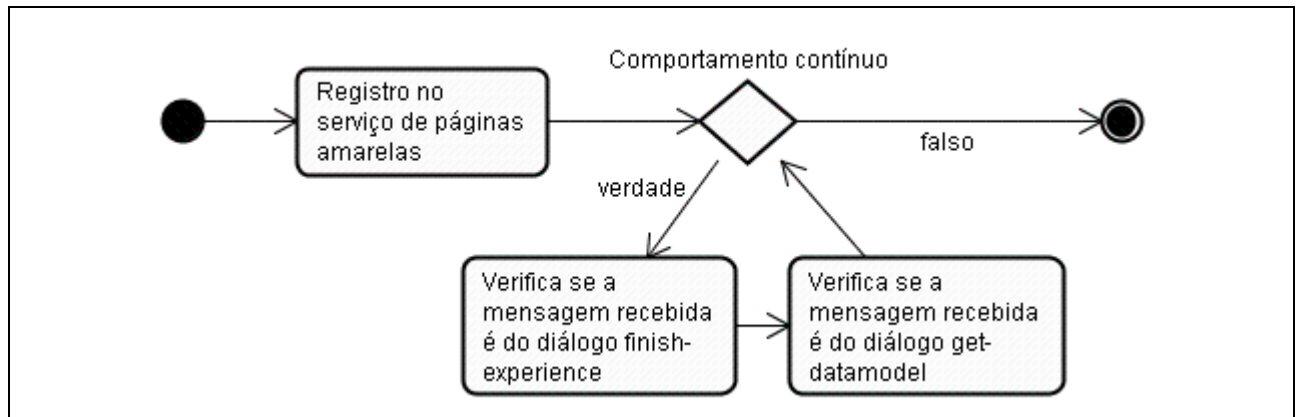 Comportamento contínuo
Registro no
serviço de páginas
amarelas
falso
verdade
Verifica se a
mensagem recebida
é do diálogo finish-
experience
Verifica se a
mensagem recebida
é do diálogo get-
datamodel